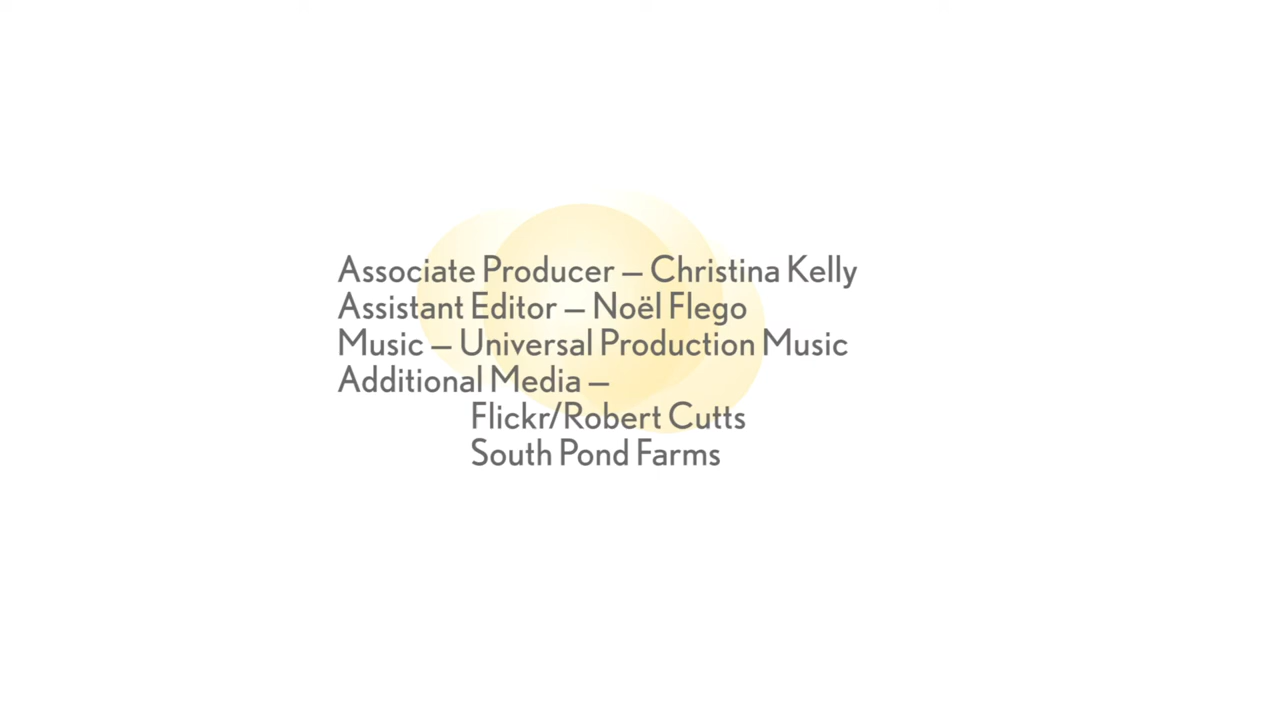 Associate Producer – Christina Kelly
Assistant Editor – Noël Flego
Music – Universal Production Music
Additional Media –
Flickr/Robert Cutts
South Pond Farms